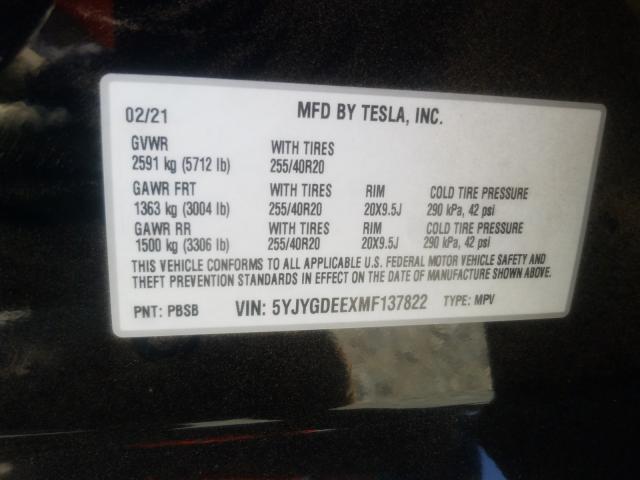 02/21 MFD BY TESLA, INC.
GVWR WITH TIRES
2591 kg (5712 lb) 255/40R20
GAWR FRT WITH TIRES RIM COLD TIRE PRESSURE
1363 kg (3004 lb) 255/40R20 20X9.5J 290 kPa, 42 psi
GAWR RR WITH TIRES RIM COLD TIRE PRESSURE
1500 kg (3306 lb) 255/40R20 20X9.5J 290 kPa, 42 psi
THIS VEHICLE CONFORMS TO ALL APPLICABLE U.S. FEDERAL MOTOR VEHICLE SAFETY AND
THEFT PREVENTION STANDARDS IN EFFECT ON THE DATE OF MANUFACTURE SHOWN ABOVE.
PNT: PBSB VIN: 5YJYGDEEXMF137822 TYPE: MPV